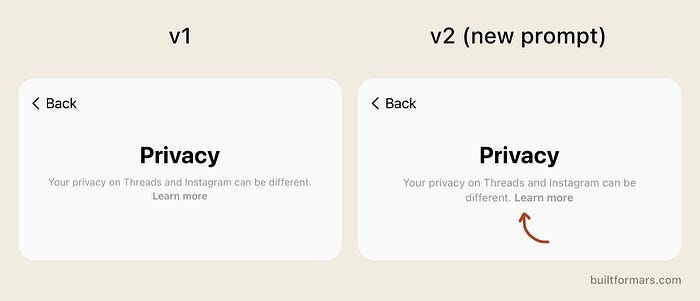 v1
v2 (new prompt)
Back
Privacy
Your privacy on Threads and Instagram can be different.
Learn more
Back
Privacy
Your privacy on Threads and Instagram can be
different. Learn more
builtformars.com